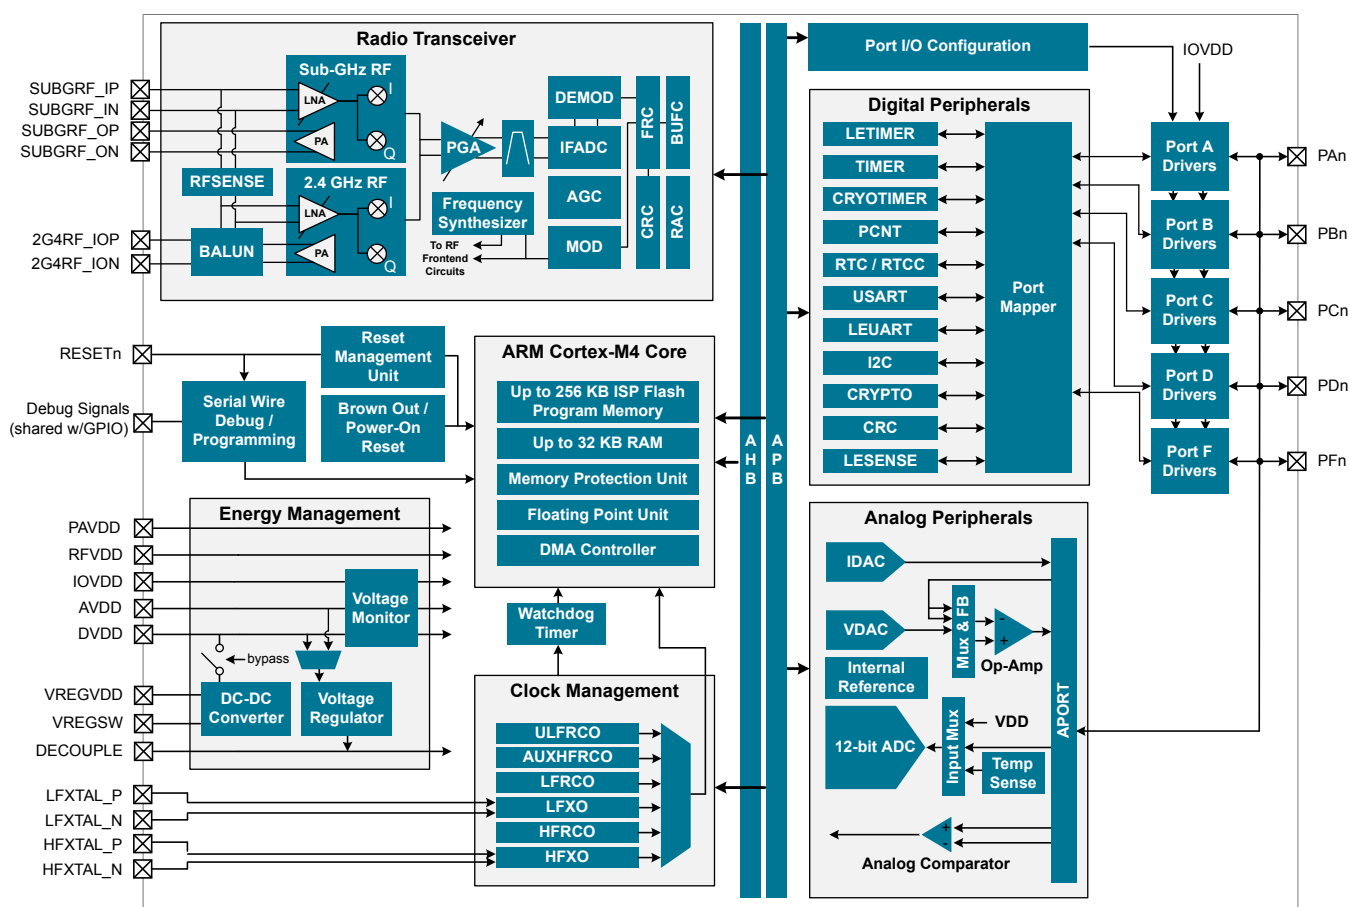 Radio Transceiver
SUBGRF_IP
SUBGRF_IN
SUBGRF_OP
SUBGRF_ON
2G4RF_IOP
2G4RF_ION
Sub-GHz RF
LNA
I
PA
Q
RFSENSE
2.4 GHz RF
LNA
I
PA
Q
BALUN
PGA
Frequency
Synthesizer
To RF
Frontend
Circuits
DEMOD
IFADC
AGC
MOD
FRC
BUFC
CRC
RAC
RESETn
Debug Signals
(shared w/GPIO)
Reset
Management
Unit
Serial Wire
Debug /
Programming
Brown Out /
Power-On
Reset
ARM Cortex-M4 Core
Up to 256 KB ISP Flash
Program Memory
Up to 32 KB RAM
Memory Protection Unit
Floating Point Unit
DMA Controller
Watchdog
Timer
Energy Management
PAVDD
RFVDD
IOVDD
AVDD
DVDD
VREGVDD
VREGSW
DECOUPLE
Voltage
Monitor
bypass
DC-DC
Converter
Voltage
Regulator
Clock Management
ULFRCO
AUXHFRCO
LFRCO
LFXO
HFRCO
HFXO
LFXTAL_P
LFXTAL_N
HFXTAL_P
HFXTAL_N
AHB
APB
Port I/O Configuration
IOVDD
Digital Peripherals
LETIMER
TIMER
CRYOTIMER
PCNT
RTC / RTCC
USART
LEUART
I2C
CRYPTO
CRC
LESENSE
Port
Mapper
Port A
Drivers
Port B
Drivers
Port C
Drivers
Port D
Drivers
Port F
Drivers
PAn
PBn
PCn
PDn
PFn
Analog Peripherals
IDAC
VDAC
Mux & FB
-
+
Op-Amp
Internal
Reference
12-bit ADC
Input Mux
VDD
Temp
Sense
APORT
+
-
Analog Comparator